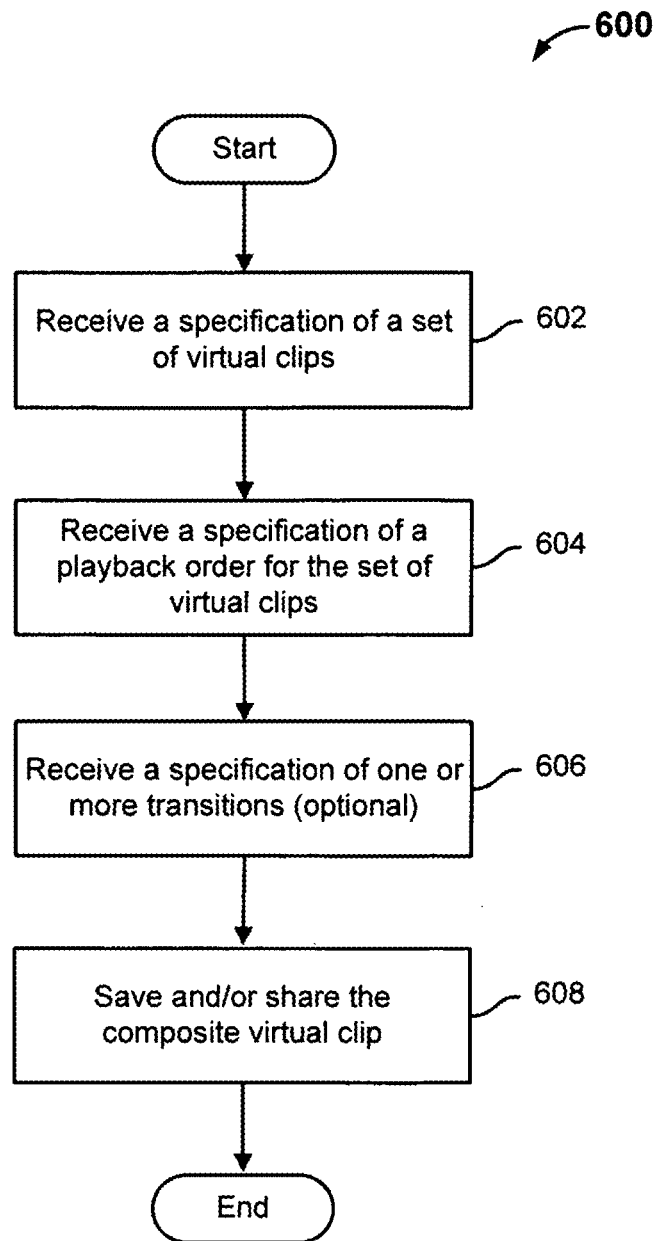 600
Start
Receive a specification of a set
of virtual clips
602
Receive a specification of a
playback order for the set of
virtual clips
604
Receive a specification of one or
more transitions (optional)
606
Save and/or share the
composite virtual clip
608
End